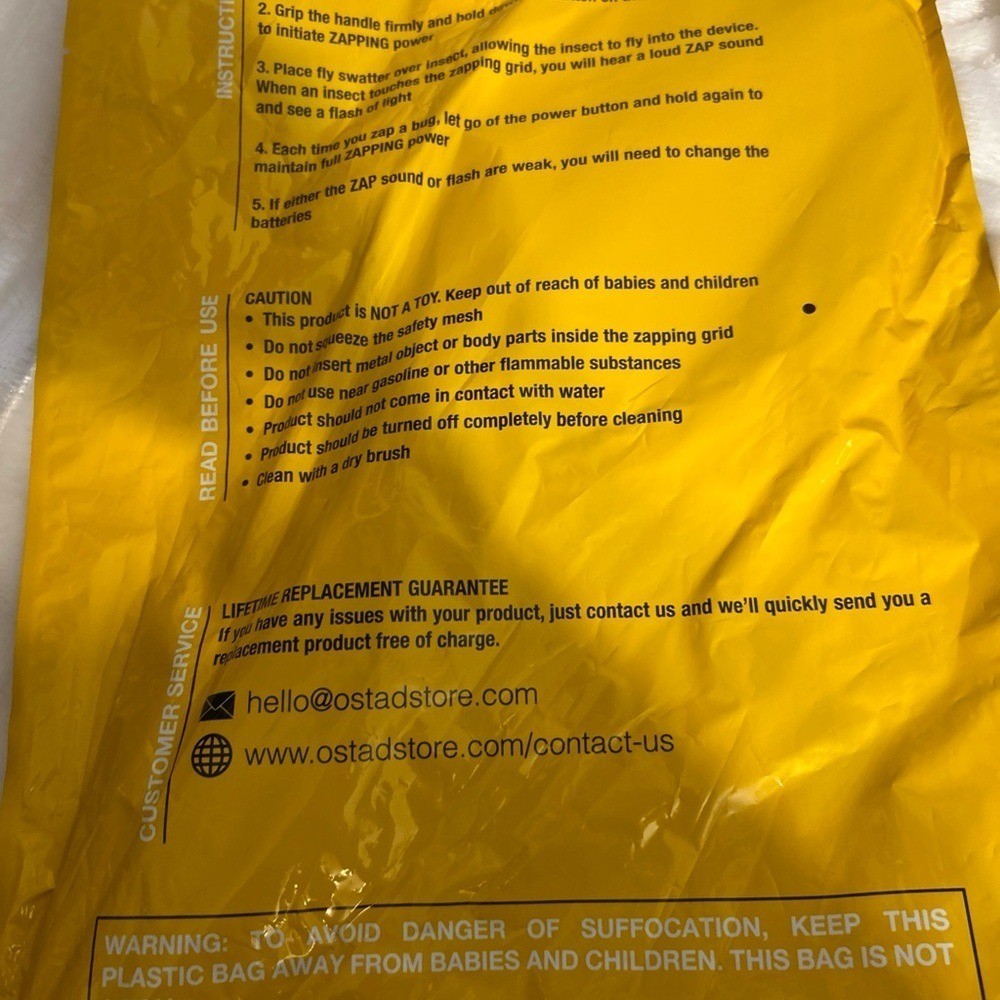 INSTRUCTI
2. Grip the handle firmly and hold
to initiate ZAPPING power
3. Place fly swatter over insect, allowing the insect to fly into the device.
When an insect touches the zapping grid, you will hear a loud ZAP sound
and see a flash of light
4. Each time you zap a bug, let go of the power button and hold again to
maintain full ZAPPING power
5. If either the ZAP sound or flash are weak, you will need to change the
batteries
READ BEFORE USE
CAUTION
• This product is NOT A TOY. Keep out of reach of babies and children
• Do not squeeze the safety mesh
• Do not insert metal object or body parts inside the zapping grid
• Do not use near gasoline or other flammable substances
• Product should not come in contact with water
• Product should be turned off completely before cleaning
• Clean with a dry brush
CUSTOMER SERVICE
LIFETIME REPLACEMENT GUARANTEE
If you have any issues with your product, just contact us and we'll quickly send you a
replacement product free of charge.
hello@ostadstore.com
www.ostadstore.com/contact-us
WARNING: TO AVOID DANGER OF SUFFOCATION, KEEP THIS
PLASTIC BAG AWAY FROM BABIES AND CHILDREN. THIS BAG IS NOT